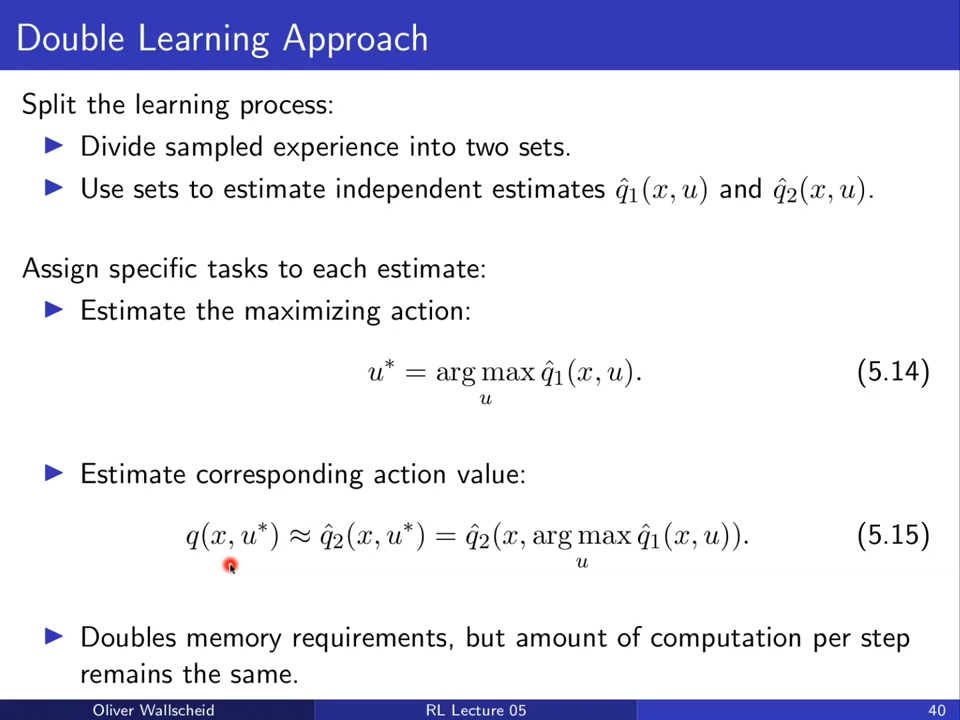 Double Learning Approach
Split the learning process:
▶ Divide sampled experience into two sets.
▶ Use sets to estimate independent estimates q̂₁(x, u) and q̂₂(x, u).
Assign specific tasks to each estimate:
▶ Estimate the maximizing action:
u* = arg max q̂₁(x, u). (5.14)
u
▶ Estimate corresponding action value:
q(x, u*) ≈ q̂₂(x, u*) = q̂₂(x, arg max q̂₁(x, u)). (5.15)
u
▶ Doubles memory requirements, but amount of computation per step
remains the same.
Oliver Wallscheid RL Lecture 05 40